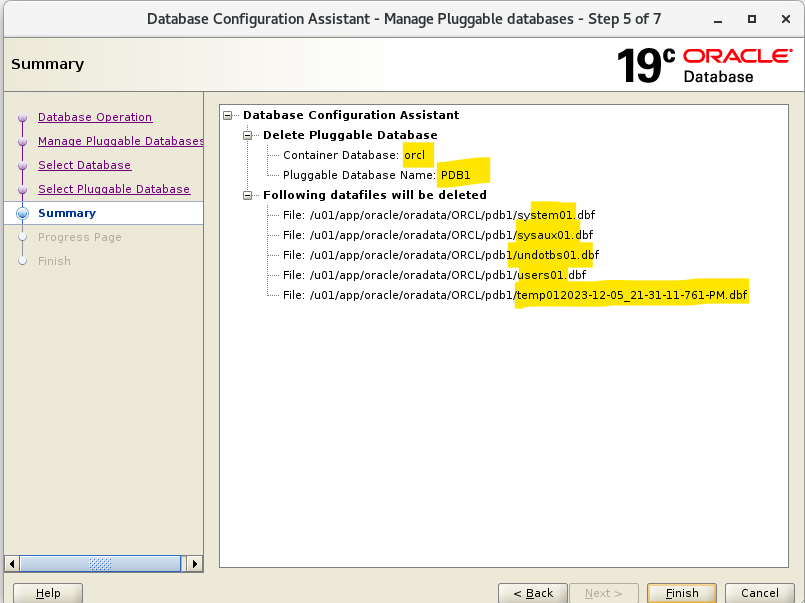 Database Configuration Assistant - Manage Pluggable databases - Step 5 of 7
Summary
19c ORACLE
Database
Database Operation
Manage Pluggable Databases
Select Database
Select Pluggable Database
Summary
Progress Page
Finish
Database Configuration Assistant
Delete Pluggable Database
Container Database: orcl
Pluggable Database Name: PDB1
Following datafiles will be deleted
File: /u01/app/oracle/oradata/ORCL/pdb1/system01.dbf
File: /u01/app/oracle/oradata/ORCL/pdb1/sysaux01.dbf
File: /u01/app/oracle/oradata/ORCL/pdb1/undotbs01.dbf
File: /u01/app/oracle/oradata/ORCL/pdb1/users01.dbf
File: /u01/app/oracle/oradata/ORCL/pdb1/temp012023-12-05_21-31-11-761-PM.dbf
Help
< Back
Next >
Finish
Cancel